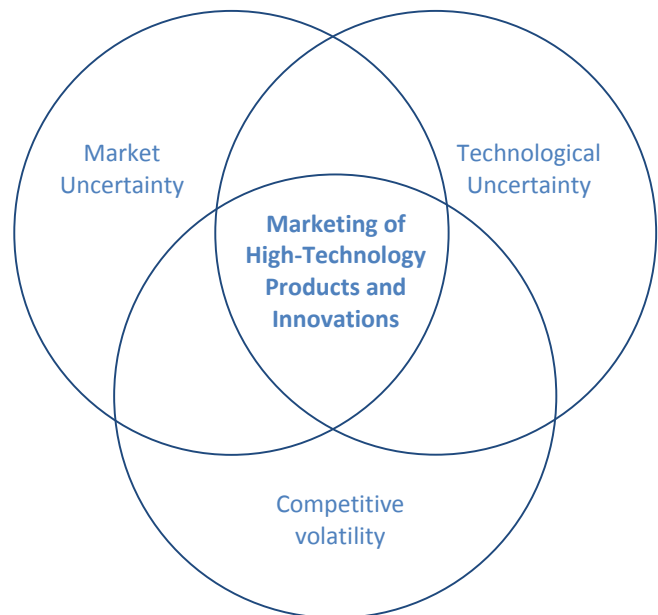 Market
Uncertainty
Technological
Uncertainty
Marketing of
High-Technology
Products and
Innovations
Competitive
volatility